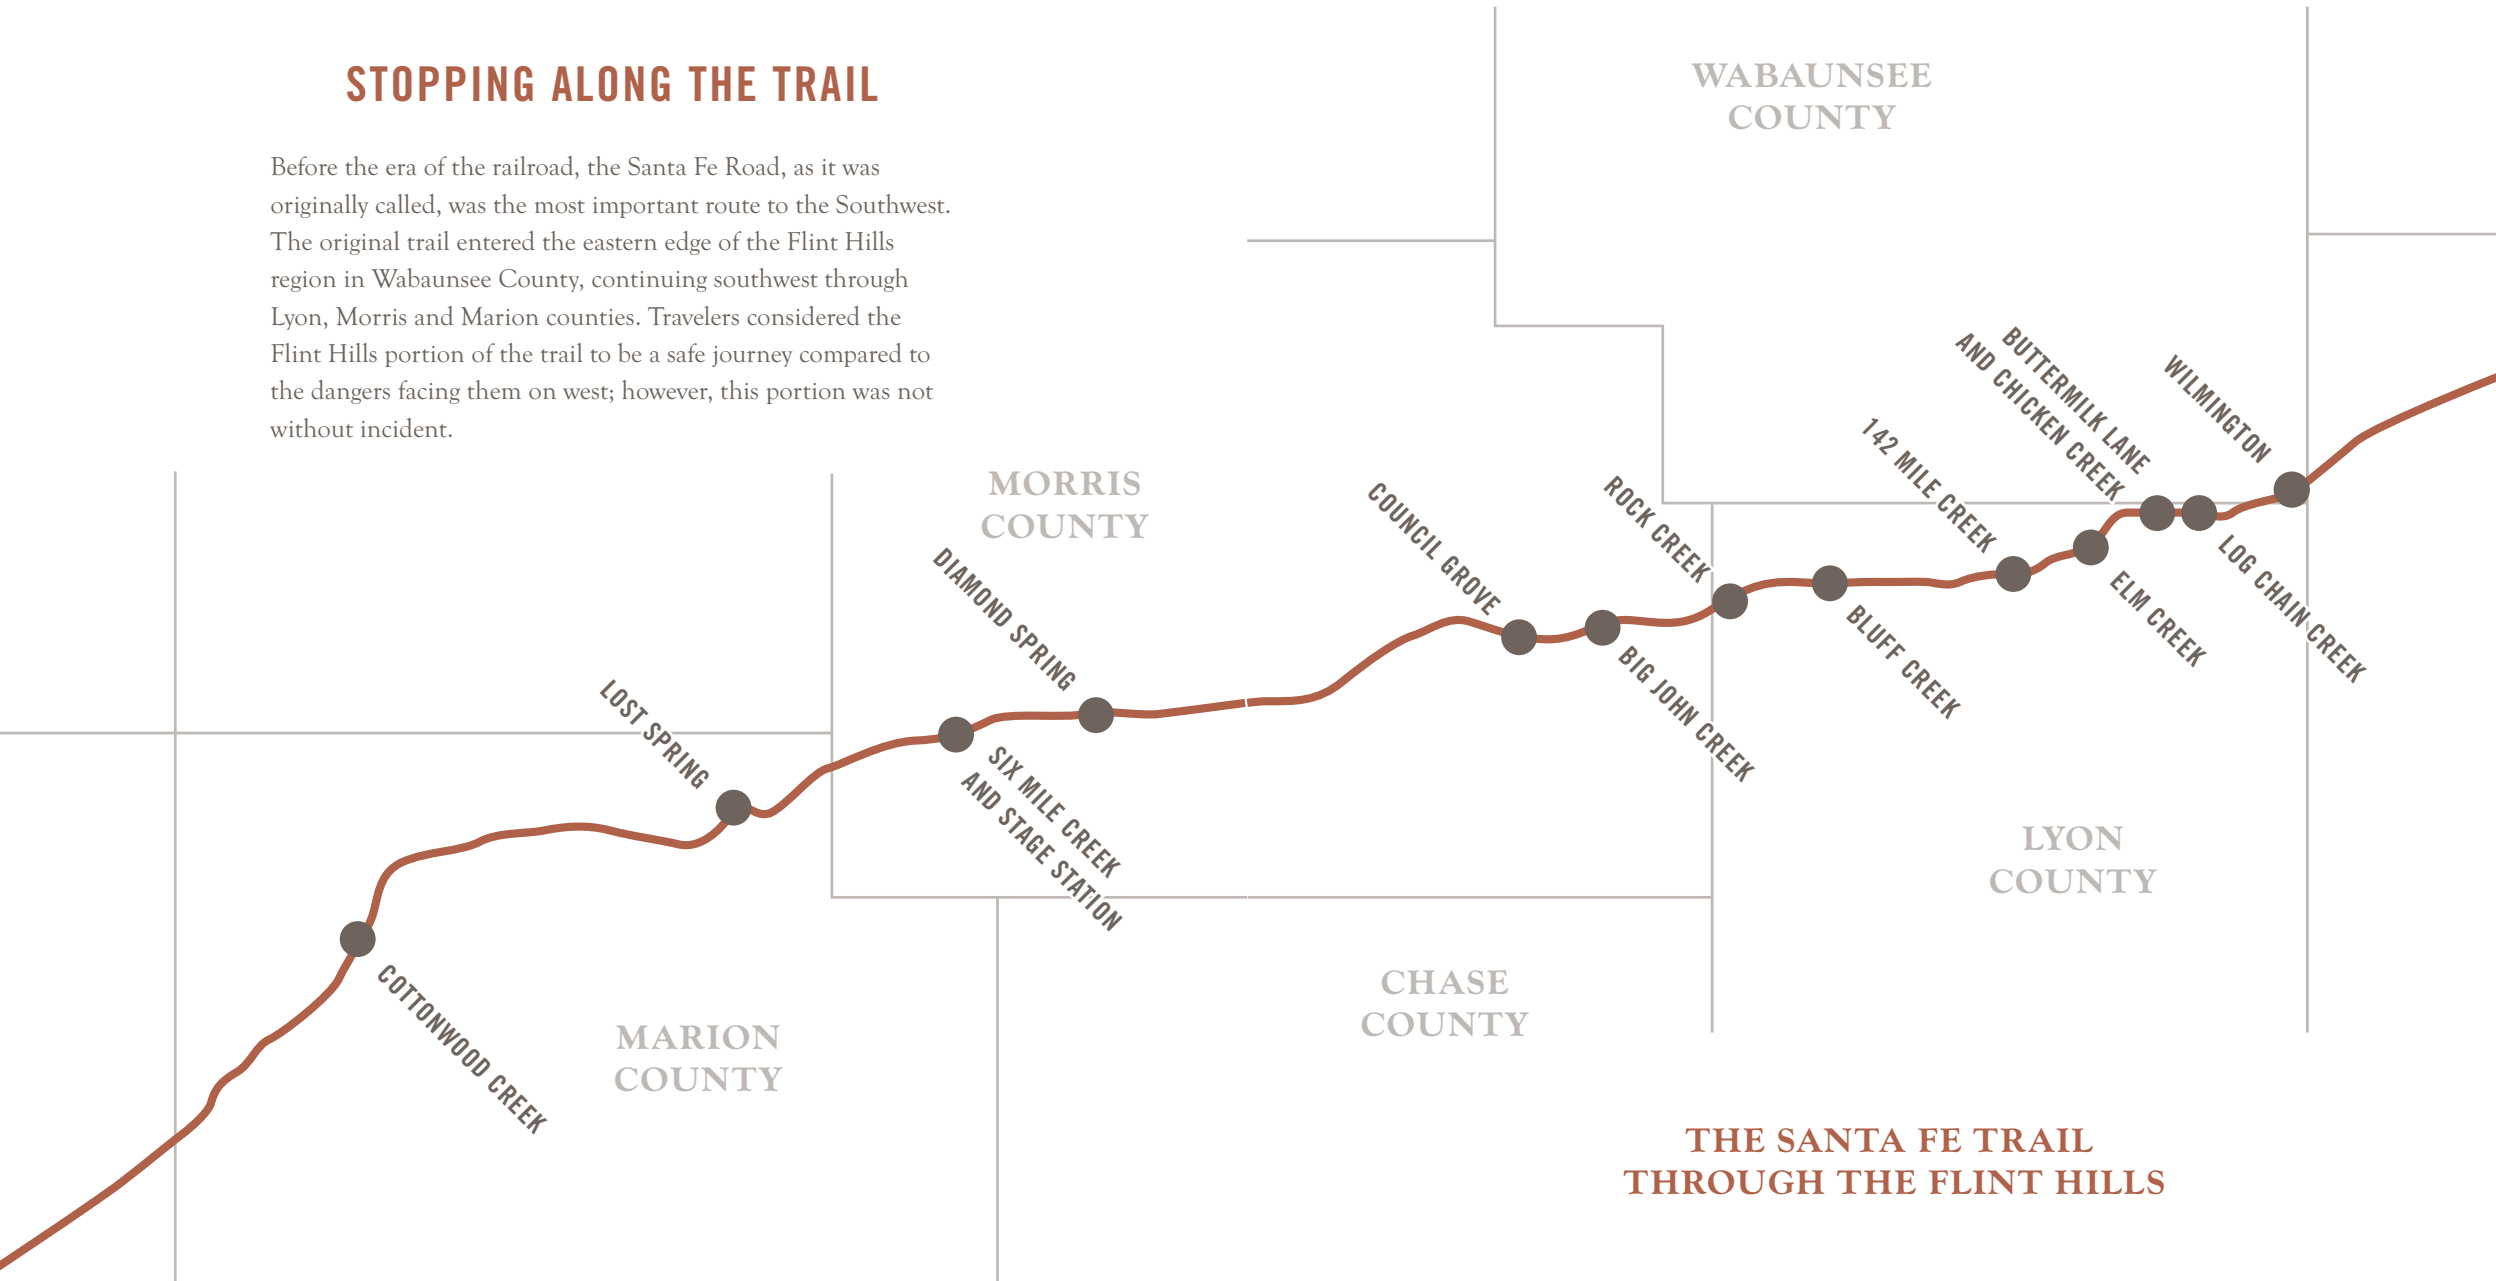 STOPPING ALONG THE TRAIL
Before the era of the railroad, the Santa Fe Road, as it was
originally called, was the most important route to the Southwest.
The original trail entered the eastern edge of the Flint Hills
region in Wabaunsee County, continuing southwest through
Lyon, Morris and Marion counties. Travelers considered the
Flint Hills portion of the trail to be a safe journey compared to
the dangers facing them on west; however, this portion was not
without incident.
WABAUNSEE
COUNTY
MORRIS
COUNTY
LOST SPRING
COTTONWOOD CREEK
DIAMOND SPRING
SIX MILE CREEK
AND STAGE STATION
COUNCIL GROVE
BIG JOHN CREEK
ROCK CREEK
BLUFF CREEK
142 MILE CREEK
ELM CREEK
BUTTERMILK LANE
AND CHICKEN CREEK
LOG CHAIN CREEK
WILMINGTON
LYON
COUNTY
CHASE
COUNTY
MARION
COUNTY
THE SANTA FE TRAIL
THROUGH THE FLINT HILLS